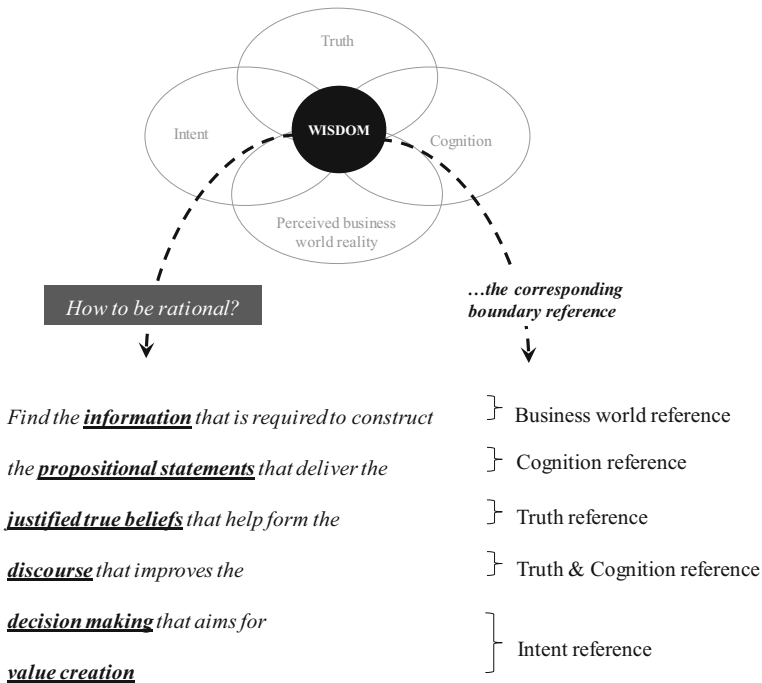 Truth
Intent
WISDOM
Cognition
Perceived business
world reality
How to be rational?
...the corresponding
boundary reference
Find the information that is required to construct
Business world reference
the propositional statements that deliver the
Cognition reference
justified true beliefs that help form the
Truth reference
discourse that improves the
Truth & Cognition reference
decision making that aims for
Intent reference
value creation